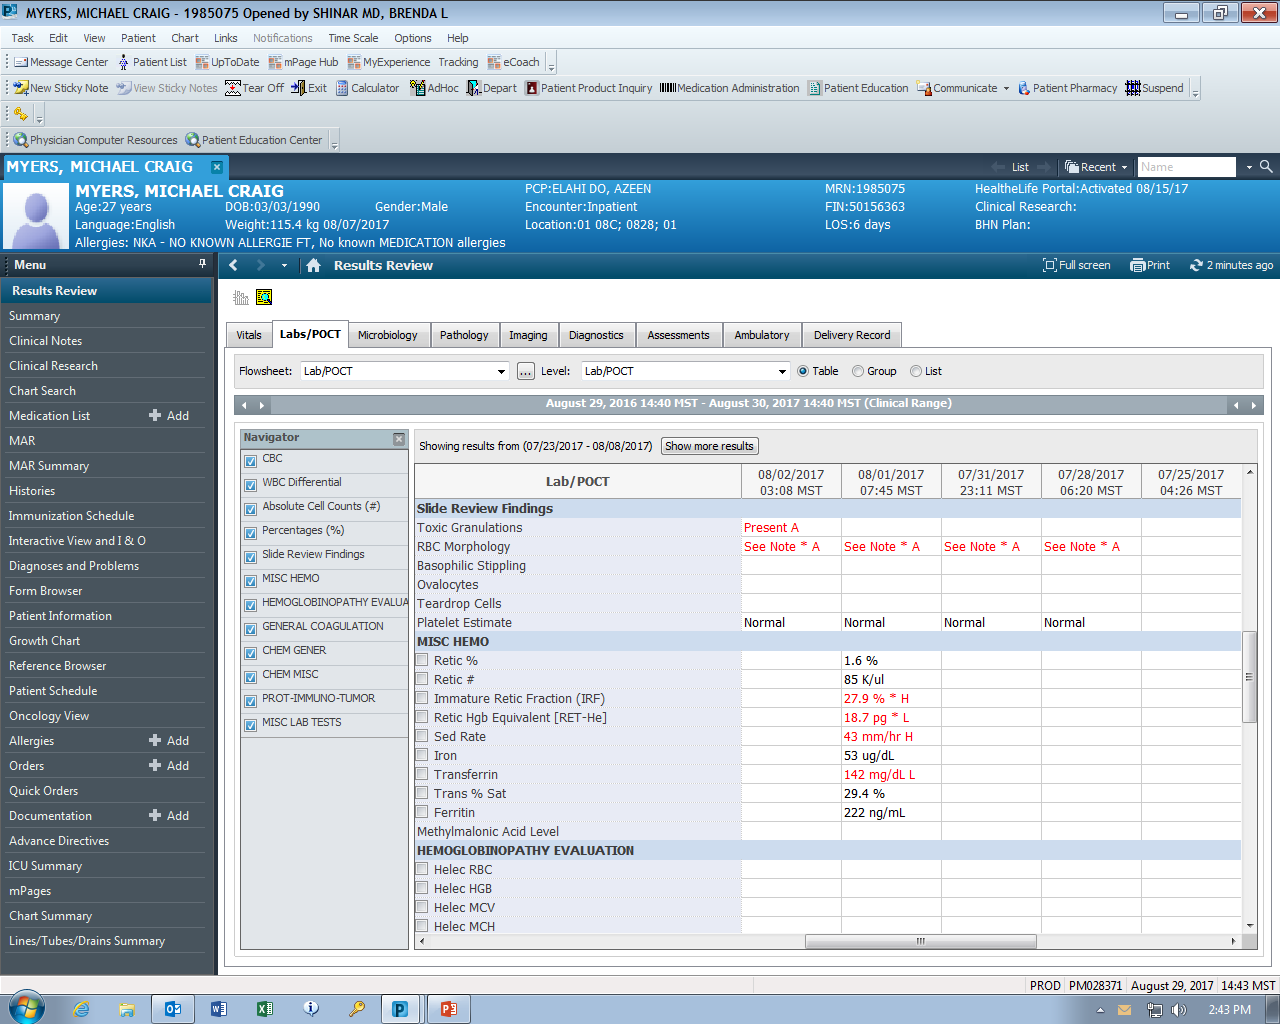 MYERS, MICHAEL CRAIG - 1985075 Opened by SHINAR MD, BRENDA L
Task Edit View Patient Chart Links Notifications Time Scale Options Help
Message Center Patient List UpToDate mPage Hub MyExperience Tracking eCoach
New Sticky Note View Sticky Notes Tear Off Exit Calculator AdHoc Depart Patient Product Inquiry Medication Administration Patient Education Communicate Patient Pharmacy Suspend
Physician Computer Resources Patient Education Center
MYERS, MICHAEL CRAIG List Recent Name
MYERS, MICHAEL CRAIG PCP:ELAHI DO, AZEEN MRN:1985075 HealtheLife Portal:Activated 08/15/17
Age:27 years DOB:03/03/1990 Gender:Male Encounter:Inpatient FIN:50156363 Clinical Research:
Language:English Weight:115.4 kg 08/07/2017 Location:01 08C; 0828; 01 LOS:6 days BHN Plan:
Allergies: NKA - NO KNOWN ALLERGIE FT, No known MEDICATION allergies
Menu
Results Review
Summary
Clinical Notes
Clinical Research
Chart Search
Medication List Add
MAR
MAR Summary
Histories
Immunization Schedule
Interactive View and I & O
Diagnoses and Problems
Form Browser
Patient Information
Growth Chart
Reference Browser
Patient Schedule
Oncology View
Allergies Add
Orders Add
Quick Orders
Documentation Add
Advance Directives
ICU Summary
mPages
Chart Summary
Lines/Tubes/Drains Summary
Results Review Full screen Print 2 minutes ago
Vitals Labs/POCT Microbiology Pathology Imaging Diagnostics Assessments Ambulatory Delivery Record
Flowsheet: Lab/POCT ... Level: Lab/POCT Table Group List
August 29, 2016 14:40 MST - August 30, 2017 14:40 MST (Clinical Range)
Navigator
CBC
WBC Differential
Absolute Cell Counts (#)
Percentages (%)
Slide Review Findings
MISC HEMO
HEMOGLOBINOPATHY EVALUA
GENERAL COAGULATION
CHEM GENER
CHEM MISC
PROT-IMMUNO-TUMOR
MISC LAB TESTS
Showing results from (07/23/2017 - 08/08/2017) Show more results
Lab/POCT 08/02/2017 08/01/2017 07/31/2017 07/28/2017 07/25/2017
03:08 MST 07:45 MST 23:11 MST 06:20 MST 04:26 MST
Slide Review Findings
Toxic Granulations Present A
RBC Morphology See Note * A See Note * A See Note * A See Note * A
Basophilic Stippling
Ovalocytes
Teardrop Cells
Platelet Estimate Normal Normal Normal Normal
MISC HEMO
Retic % 1.6 %
Retic # 85 K/ul
Immature Retic Fraction (IRF) 27.9 % * H
Retic Hgb Equivalent [RET-He] 18.7 pg * L
Sed Rate 43 mm/hr H
Iron 53 ug/dL
Transferrin 142 mg/dL L
Trans % Sat 29.4 %
Ferritin 222 ng/mL
Methylmalonic Acid Level
HEMOGLOBINOPATHY EVALUATION
Helec RBC
Helec HGB
Helec MCV
Helec MCH
PROD PM028371 August 29, 2017 14:43 MST
2:43 PM